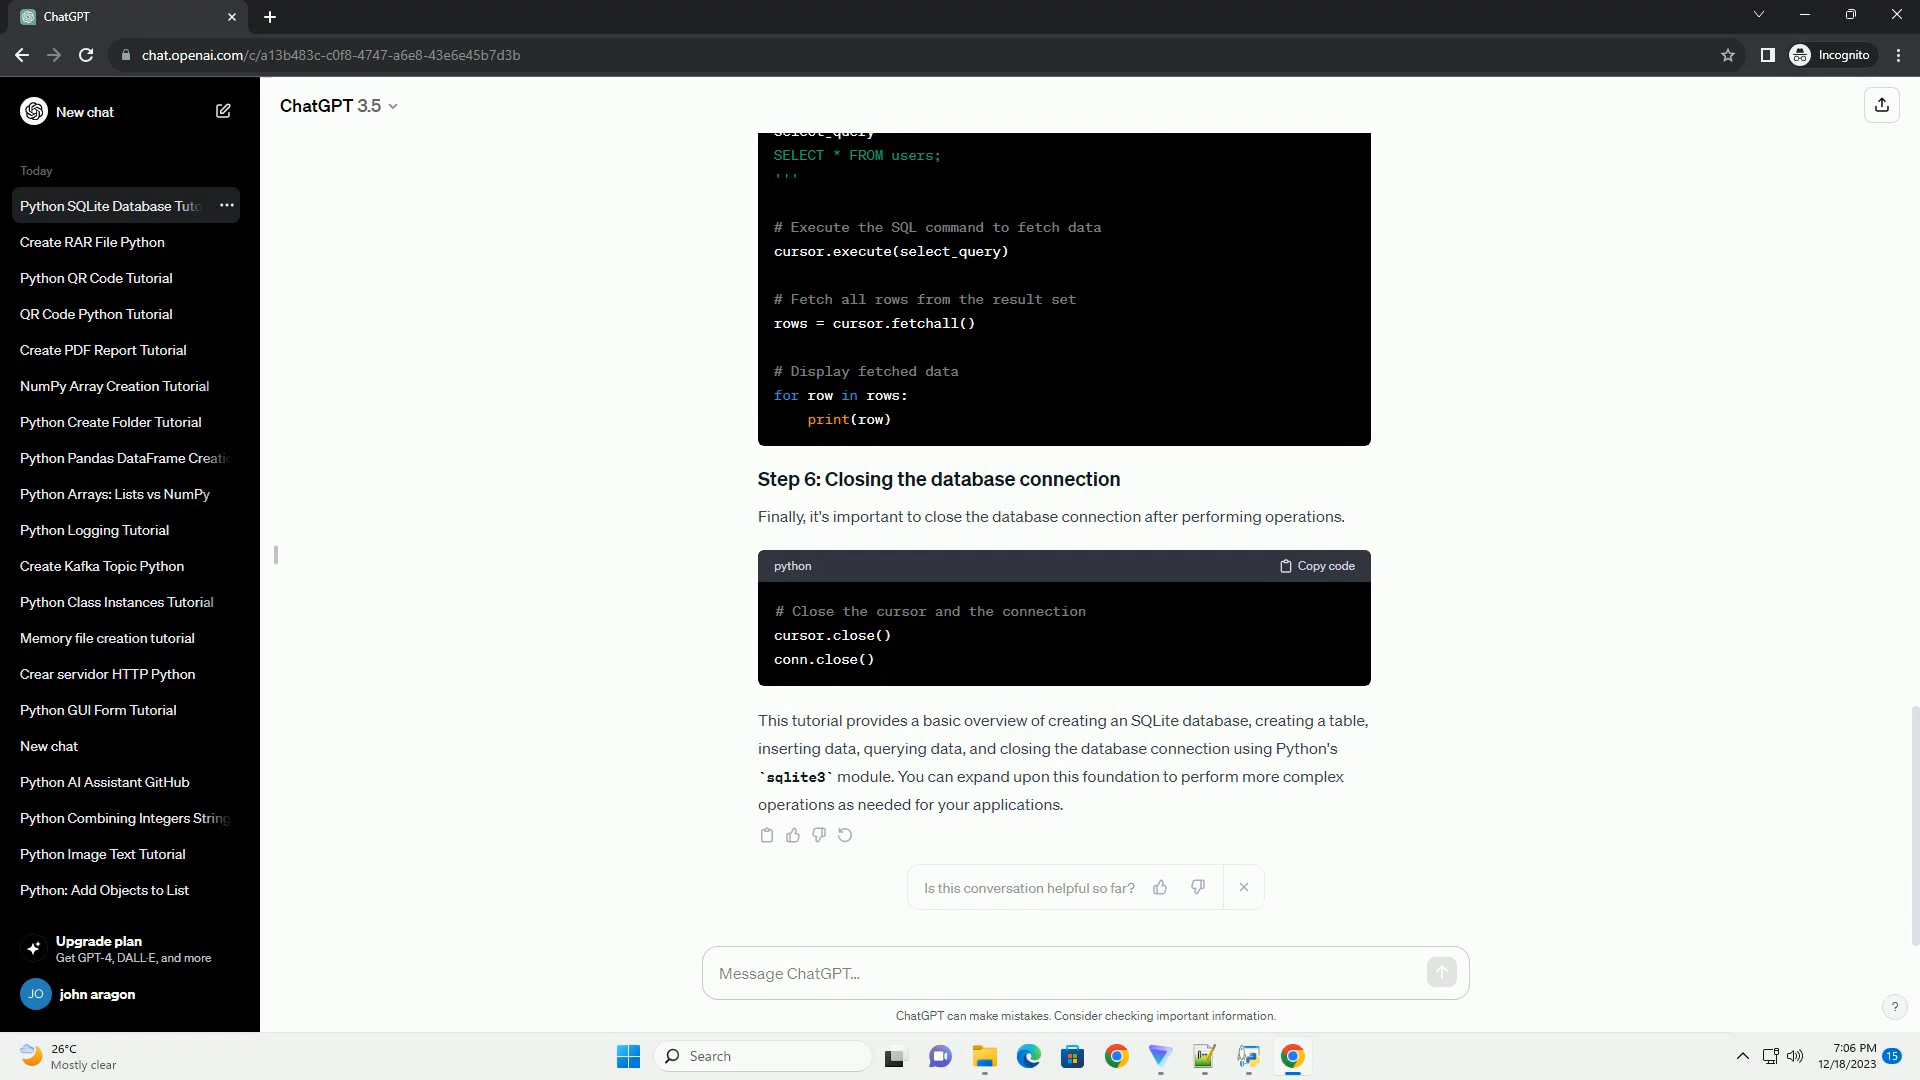 ChatGPT
chat.openai.com/c/a13b483c-c0f8-4747-a6e8-43e6e45b7d3b
Incognito
New chat
Today
Python SQLite Database Tuto
Create RAR File Python
Python QR Code Tutorial
QR Code Python Tutorial
Create PDF Report Tutorial
NumPy Array Creation Tutorial
Python Create Folder Tutorial
Python Pandas DataFrame Creatic
Python Arrays: Lists vs NumPy
Python Logging Tutorial
Create Kafka Topic Python
Python Class Instances Tutorial
Memory file creation tutorial
Crear servidor HTTP Python
Python GUI Form Tutorial
New chat
Python AI Assistant GitHub
Python Combining Integers String
Python Image Text Tutorial
Python: Add Objects to List
Upgrade plan
Get GPT-4, DALL·E, and more
JO john aragon
ChatGPT 3.5
select_query
SELECT * FROM users;
'''
# Execute the SQL command to fetch data
cursor.execute(select_query)
# Fetch all rows from the result set
rows = cursor.fetchall()
# Display fetched data
for row in rows:
    print(row)
Step 6: Closing the database connection
Finally, it's important to close the database connection after performing operations.
python Copy code
# Close the cursor and the connection
cursor.close()
conn.close()
This tutorial provides a basic overview of creating an SQLite database, creating a table,
inserting data, querying data, and closing the database connection using Python's
`sqlite3` module. You can expand upon this foundation to perform more complex
operations as needed for your applications.
Is this conversation helpful so far?
Message ChatGPT...
ChatGPT can make mistakes. Consider checking important information.
?
26°C
Mostly clear
Search
7:06 PM
12/18/2023
15